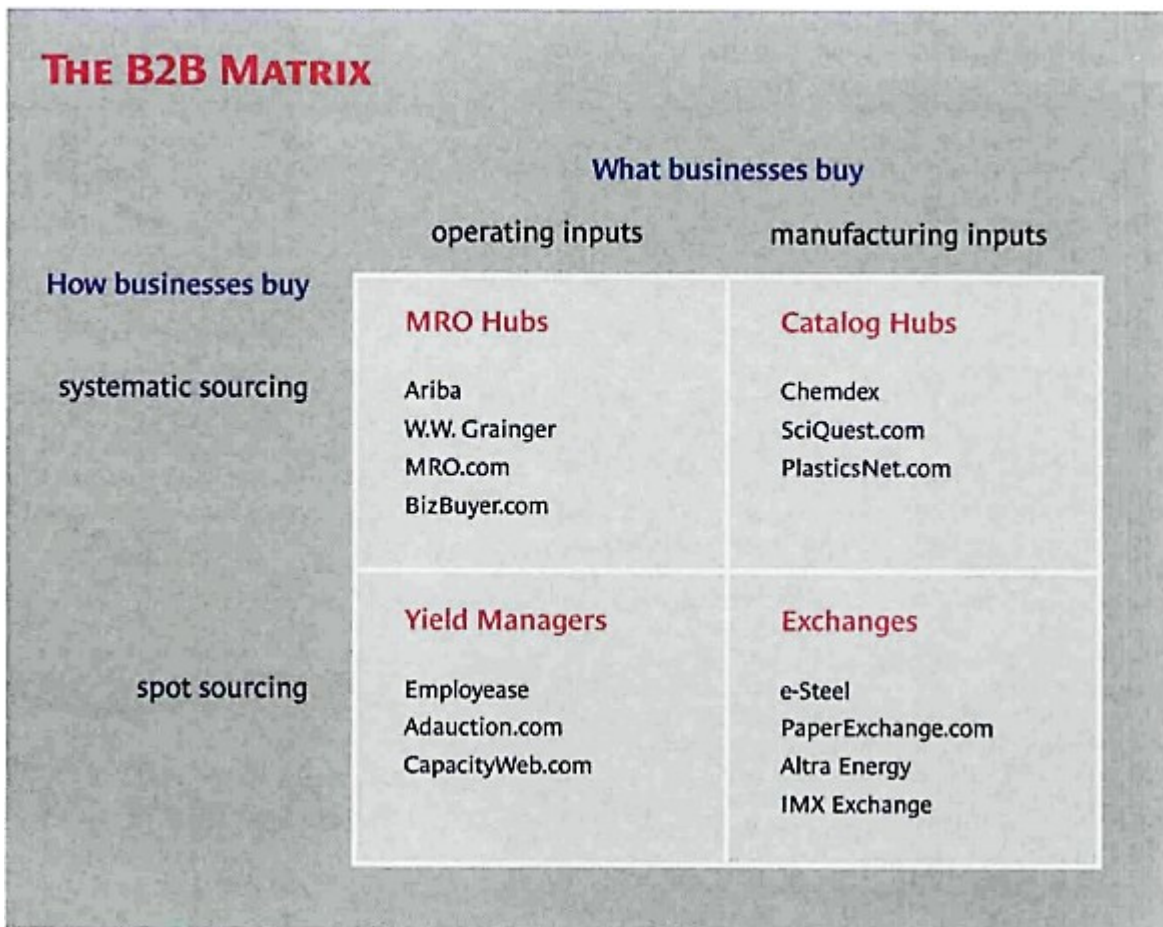 THE B2B MATRIX
What businesses buy
operating inputs manufacturing inputs
How businesses buy
systematic sourcing
MRO Hubs
Ariba
W.W. Grainger
MRO.com
BizBuyer.com
Catalog Hubs
Chemdex
SciQuest.com
PlasticsNet.com
spot sourcing
Yield Managers
Employease
Adauction.com
CapacityWeb.com
Exchanges
e-Steel
PaperExchange.com
Altra Energy
IMX Exchange